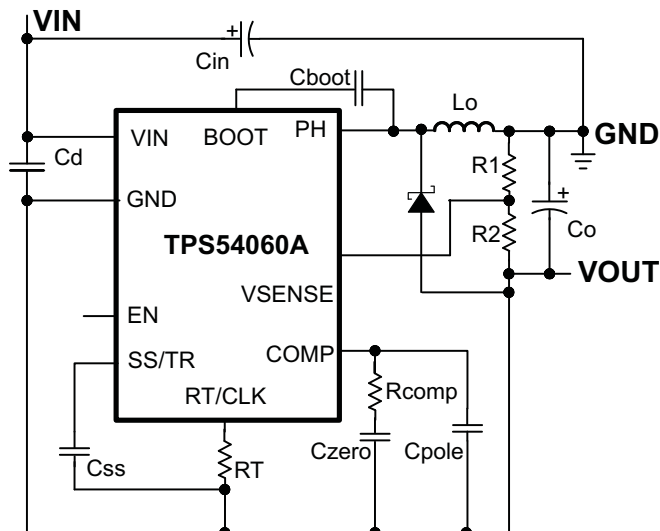 VIN
Cin
Cboot
Lo
VIN
BOOT
PH
GND
Cd
R1
GND
TPS54060A
R2
Co
VSENSE
VOUT
EN
COMP
SS/TR
RT/CLK
Rcomp
Css
RT
Czero
Cpole
+
+